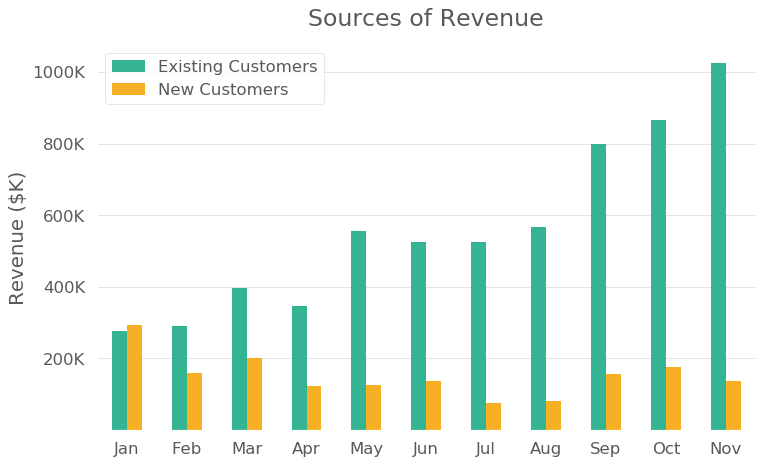 Sources of Revenue
Existing Customers
New Customers
Revenue ($K)
1000K
800K
600K
400K
200K
Jan Feb Mar Apr May Jun Jul Aug Sep Oct Nov